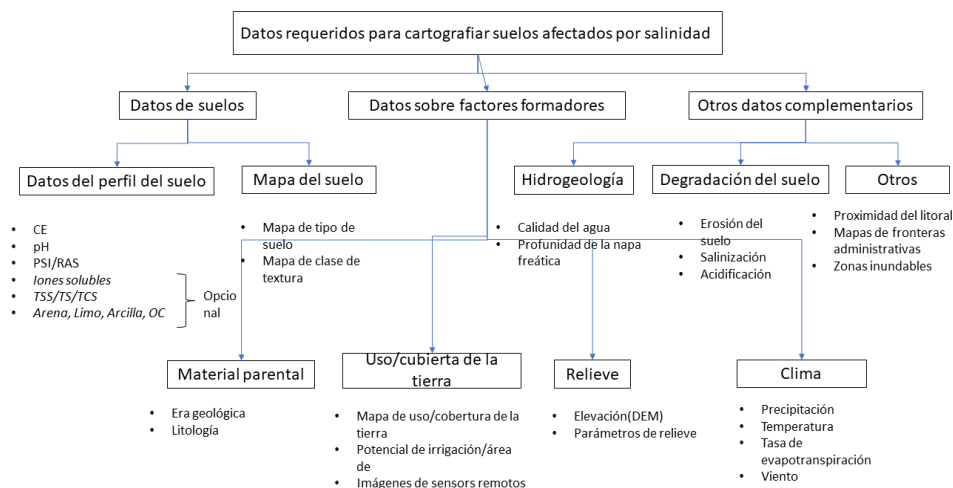 Datos requeridos para cartografiar suelos afectados por salinidad
Datos de suelos
Datos sobre factores formadores
Otros datos complementarios
Datos del perfil del suelo
Mapa del suelo
Hidrogeología
Degradación del suelo
Otros
• CE
• pH
• PSI/RAS
• Iones solubles
• TSS/TS/TCS
• Arena, Limo, Arcilla, OC
Opcio
nal
• Mapa de tipo de
suelo
• Mapa de clase de
textura
• Calidad del agua
• Profunidad de la napa
freática
• Erosión del
suelo
• Salinización
• Acidificación
• Proximidad del litoral
• Mapas de fronteras
administrativas
• Zonas inundables
Material parental
Uso/cubierta de la
tierra
Relieve
Clima
• Era geológica
• Litología
• Mapa de uso/cobertura de la
tierra
• Potencial de irrigación/área
de
• Imágenes de sensors remotos
• Elevación(DEM)
• Parámetros de relieve
• Precipitación
• Temperatura
• Tasa de
evapotranspiración
• Viento